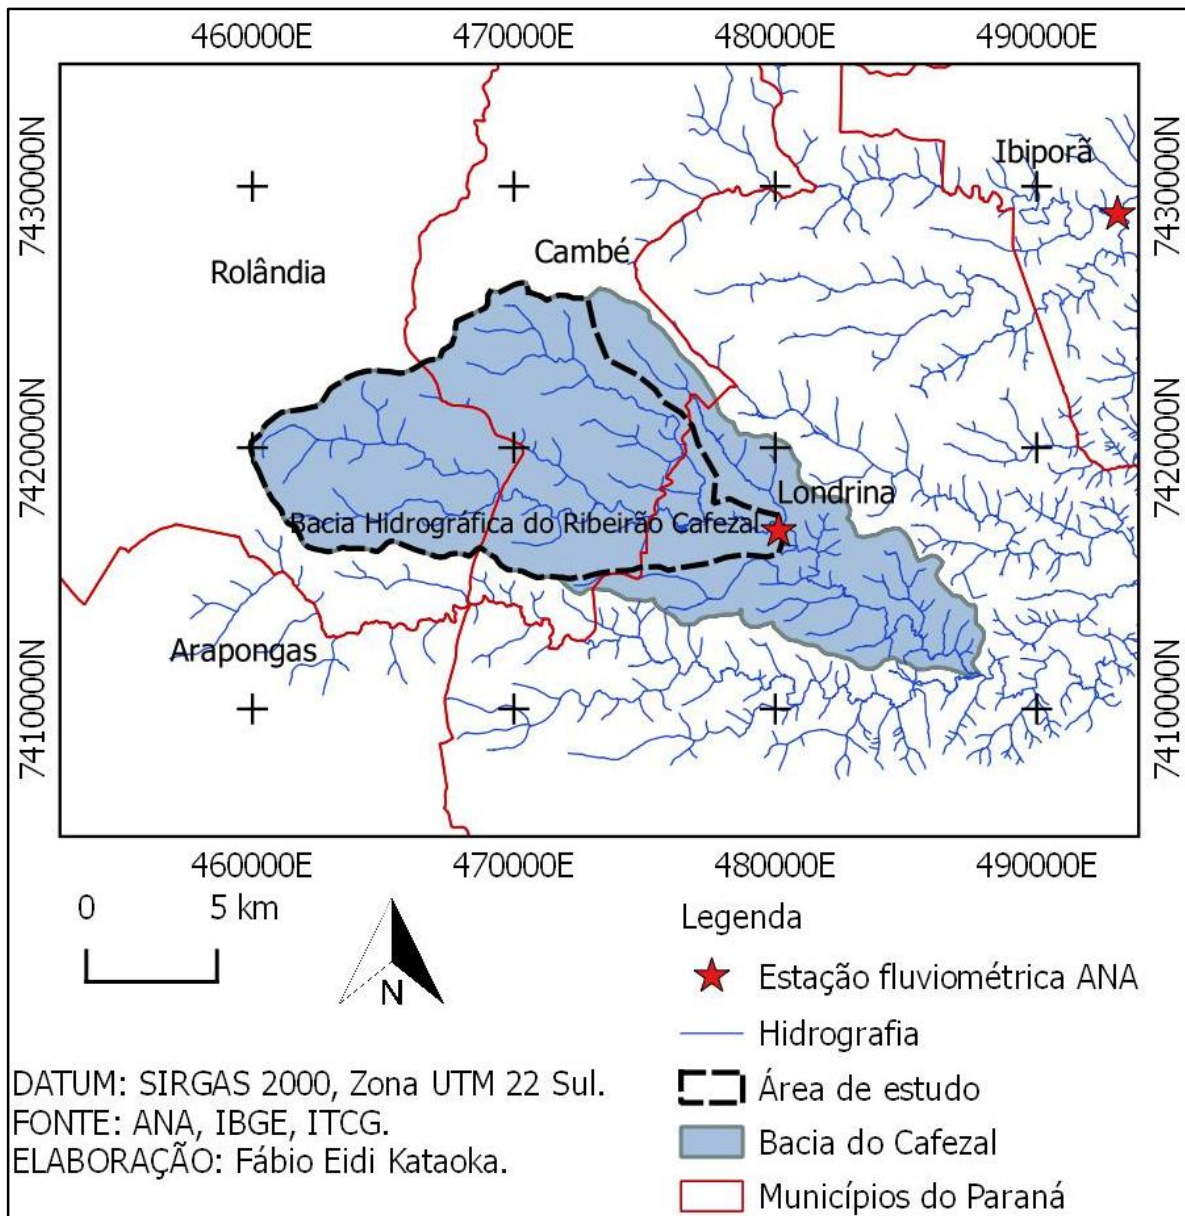 460000E 470000E 480000E 490000E
7430000N
7430000N
Ibiporã
Cambé
Rolândia
7420000N
7420000N
Londrina
Bacia Hidrográfica do Ribeirão Cafezal
Arapongas
7410000N
7410000N
460000E 470000E 480000E 490000E
0 5 km
N
Legenda
Estação fluviométrica ANA
Hidrografia
Área de estudo
Bacia do Cafezal
Municípios do Paraná
DATUM: SIRGAS 2000, Zona UTM 22 Sul.
FONTE: ANA, IBGE, ITCG.
ELABORAÇÃO: Fábio Eidi Kataoka.